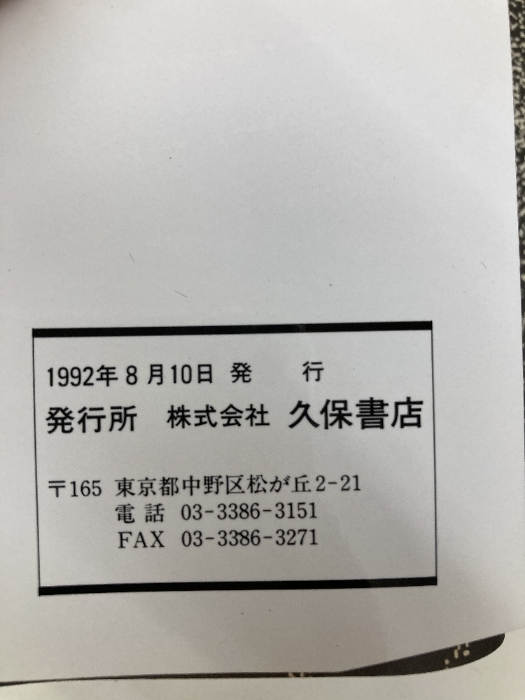 1992年8月10日 発　行
発行所 株式会社 久保書店
〒165 東京都中野区松が丘2-21
電話 03-3386-3151
FAX 03-3386-3271